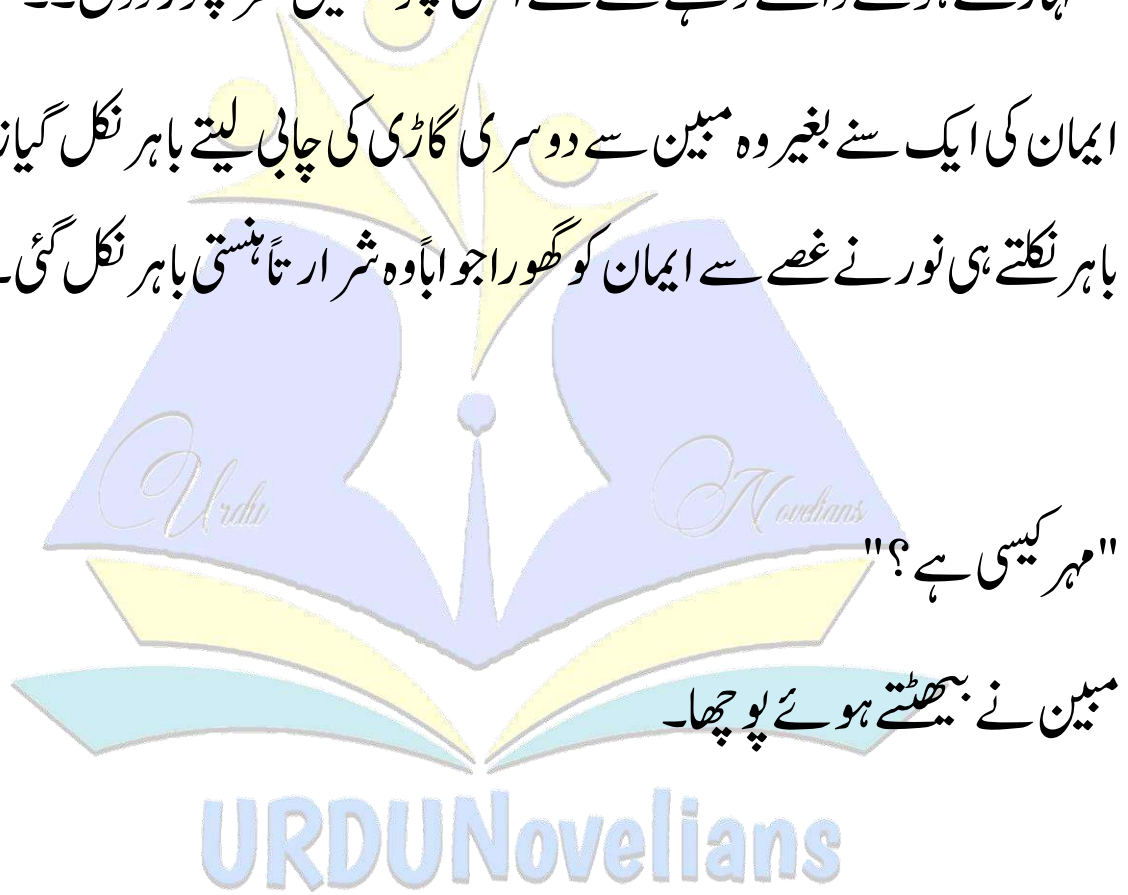 ایمان کی ایک سنے بغیر وہ مبین سے دوسری گاڑی کی چابی لیتے باہر نکل گیا
باہر نکلتے ہی نور نے غصے سے ایمان کو گھورا جواباً وہ شرارتاً ہنستی باہر نکل گئی۔
Urdu Novelians
"مہر کیسی ہے؟"
مبین نے بیٹھتے ہوئے پوچھا۔
URDUNovelians